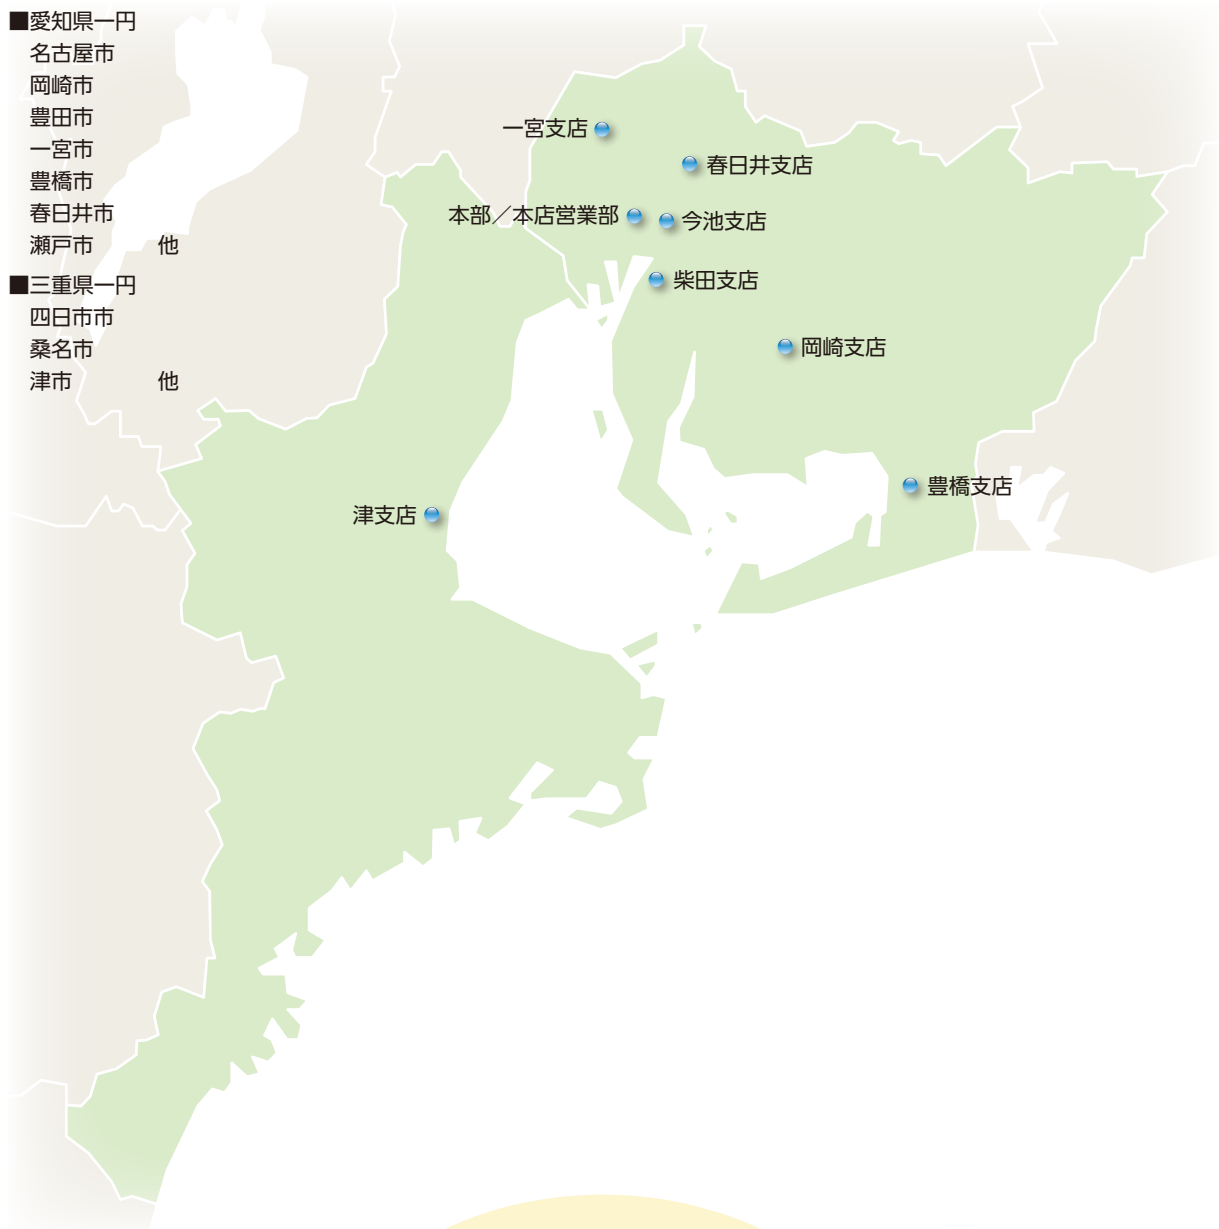 ■愛知県一円
名古屋市
岡崎市
豊田市
一宮市
豊橋市
春日井市
瀬戸市 他
■三重県一円
四日市市
桑名市
津市 他
一宮支店
春日井支店
本部／本店営業部
今池支店
柴田支店
岡崎支店
豊橋支店
津支店